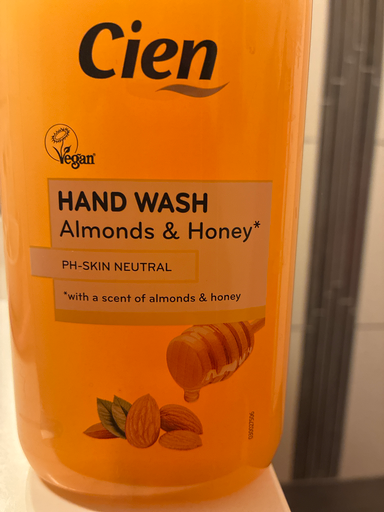 Cien
Vegan
HAND WASH
Almonds & Honey*
PH-SKIN NEUTRAL
*with a scent of almonds & honey